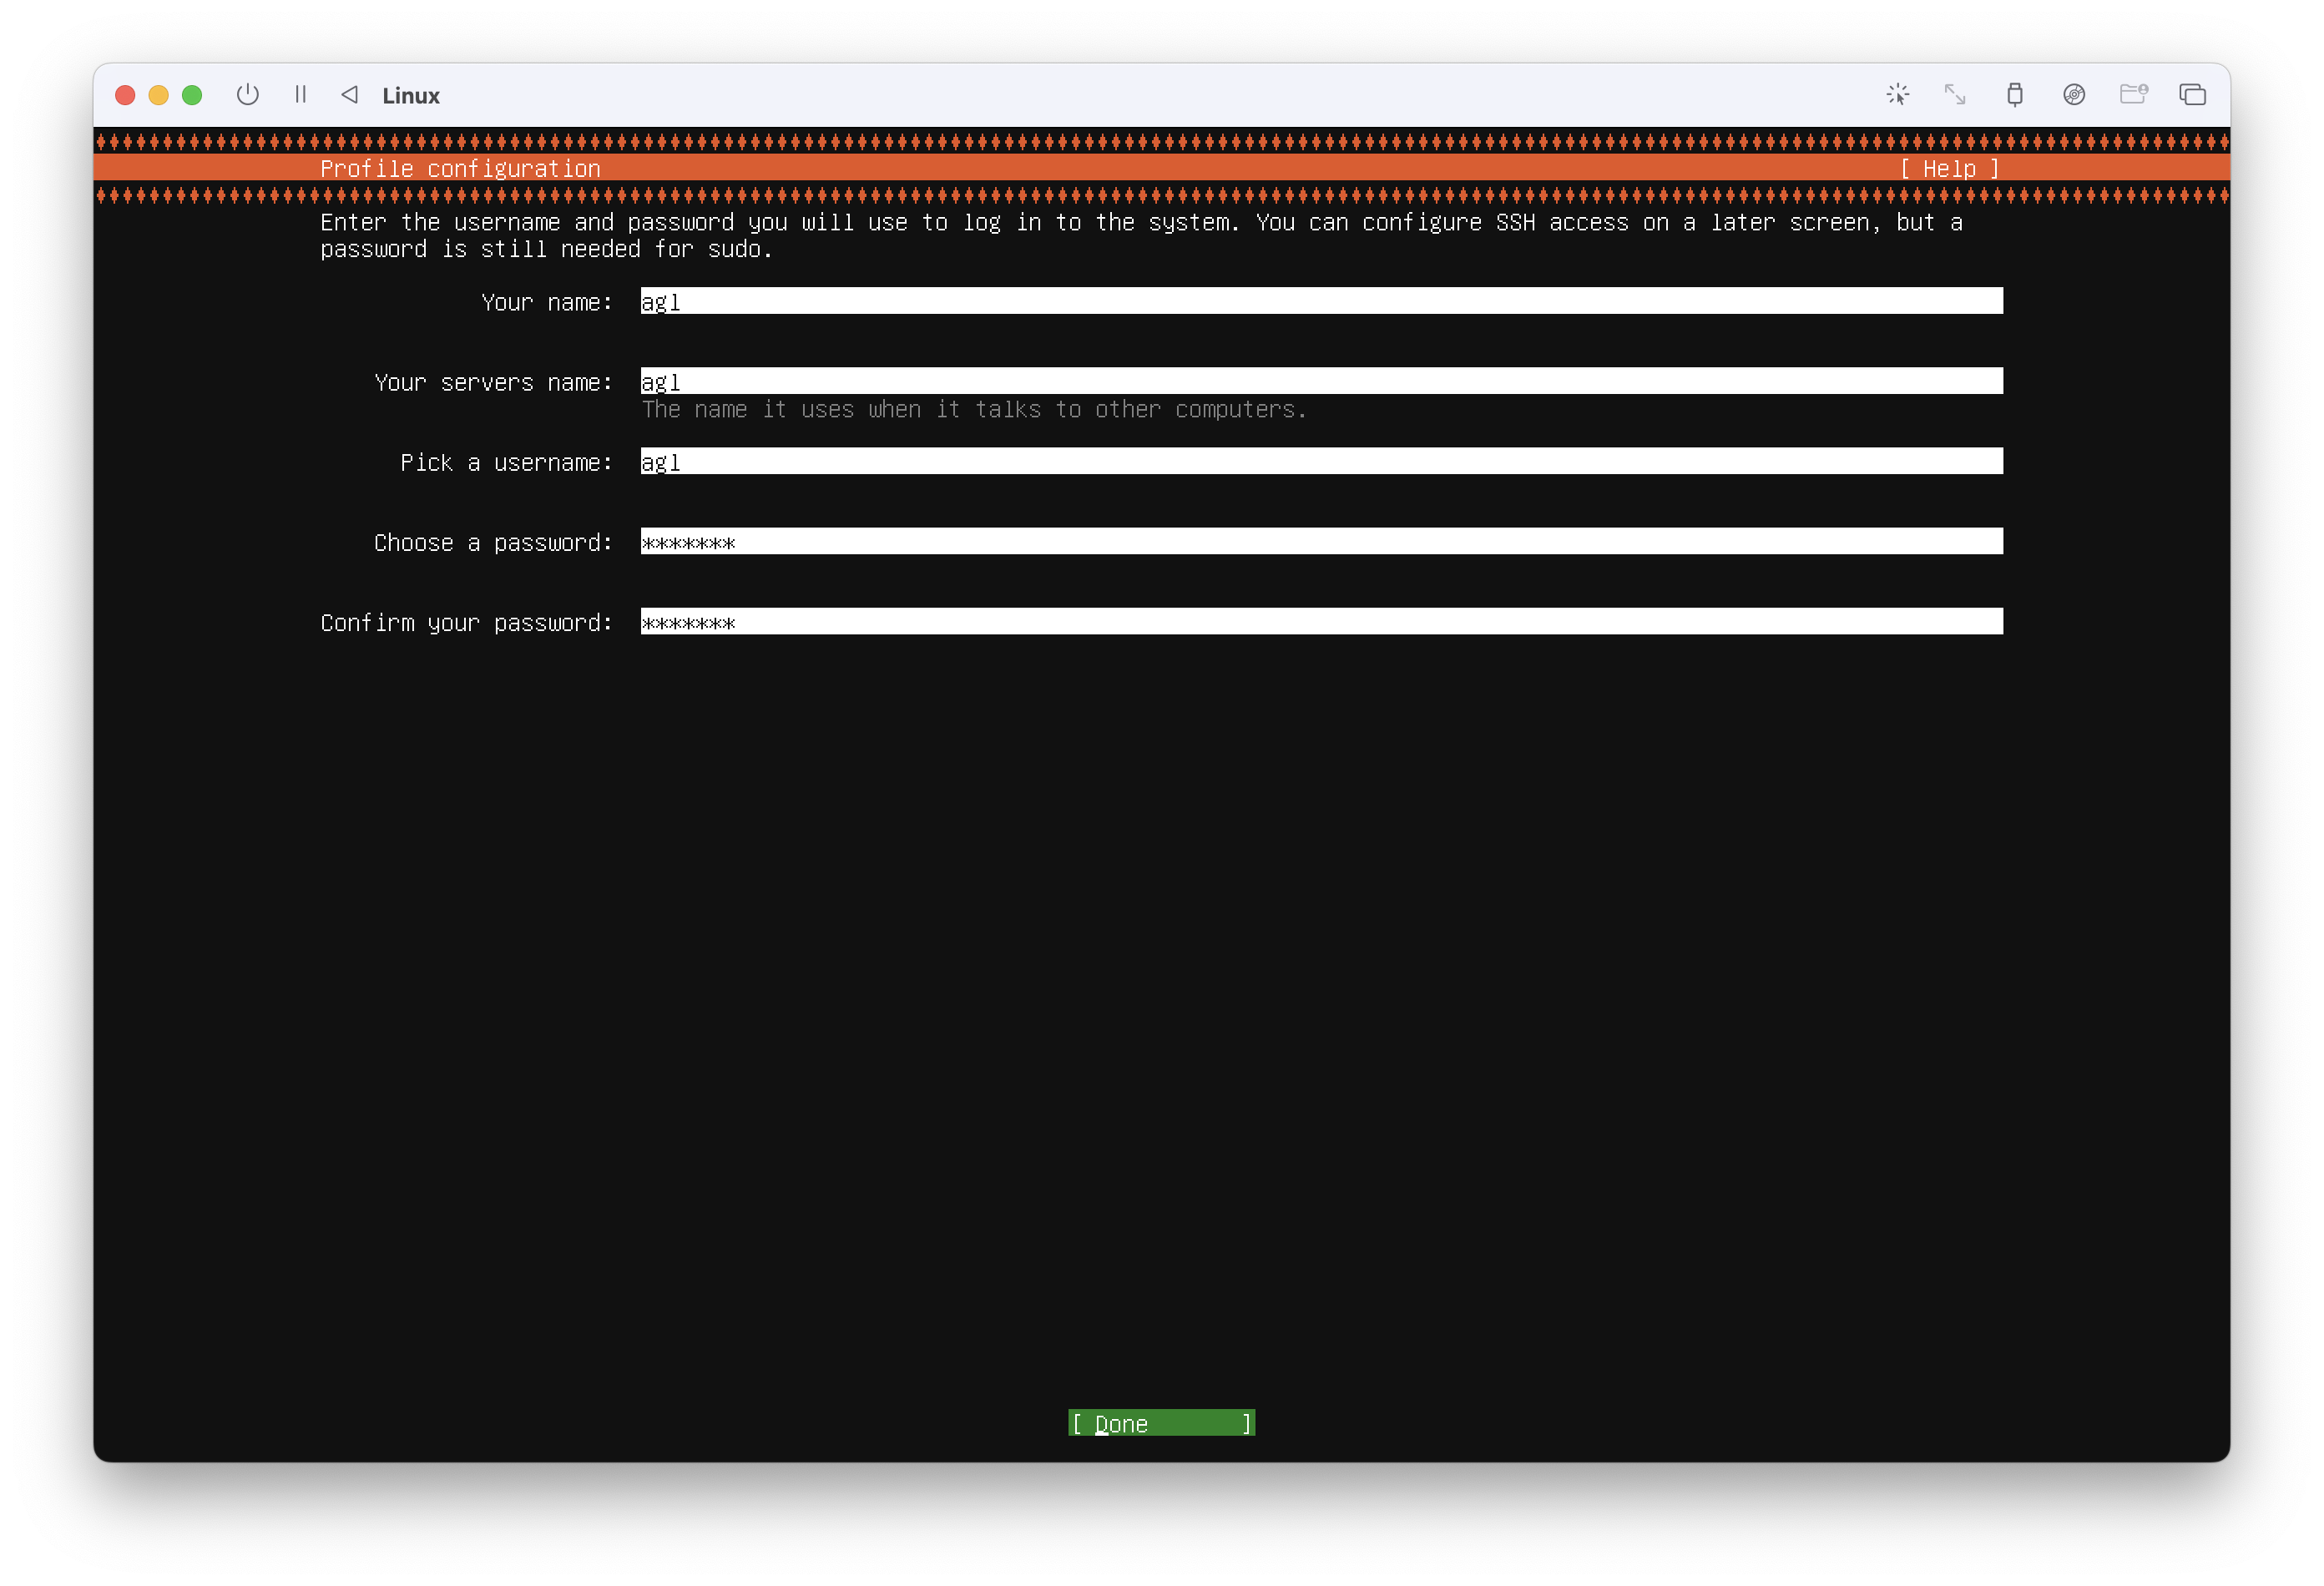 Linux
Profile configuration [ Help ]
Enter the username and password you will use to log in to the system. You can configure SSH access on a later screen, but a
password is still needed for sudo.
Your name: agl
Your servers name: agl
The name it uses when it talks to other computers.
Pick a username: agl
Choose a password: *******
Confirm your password: *******
[ Done ]